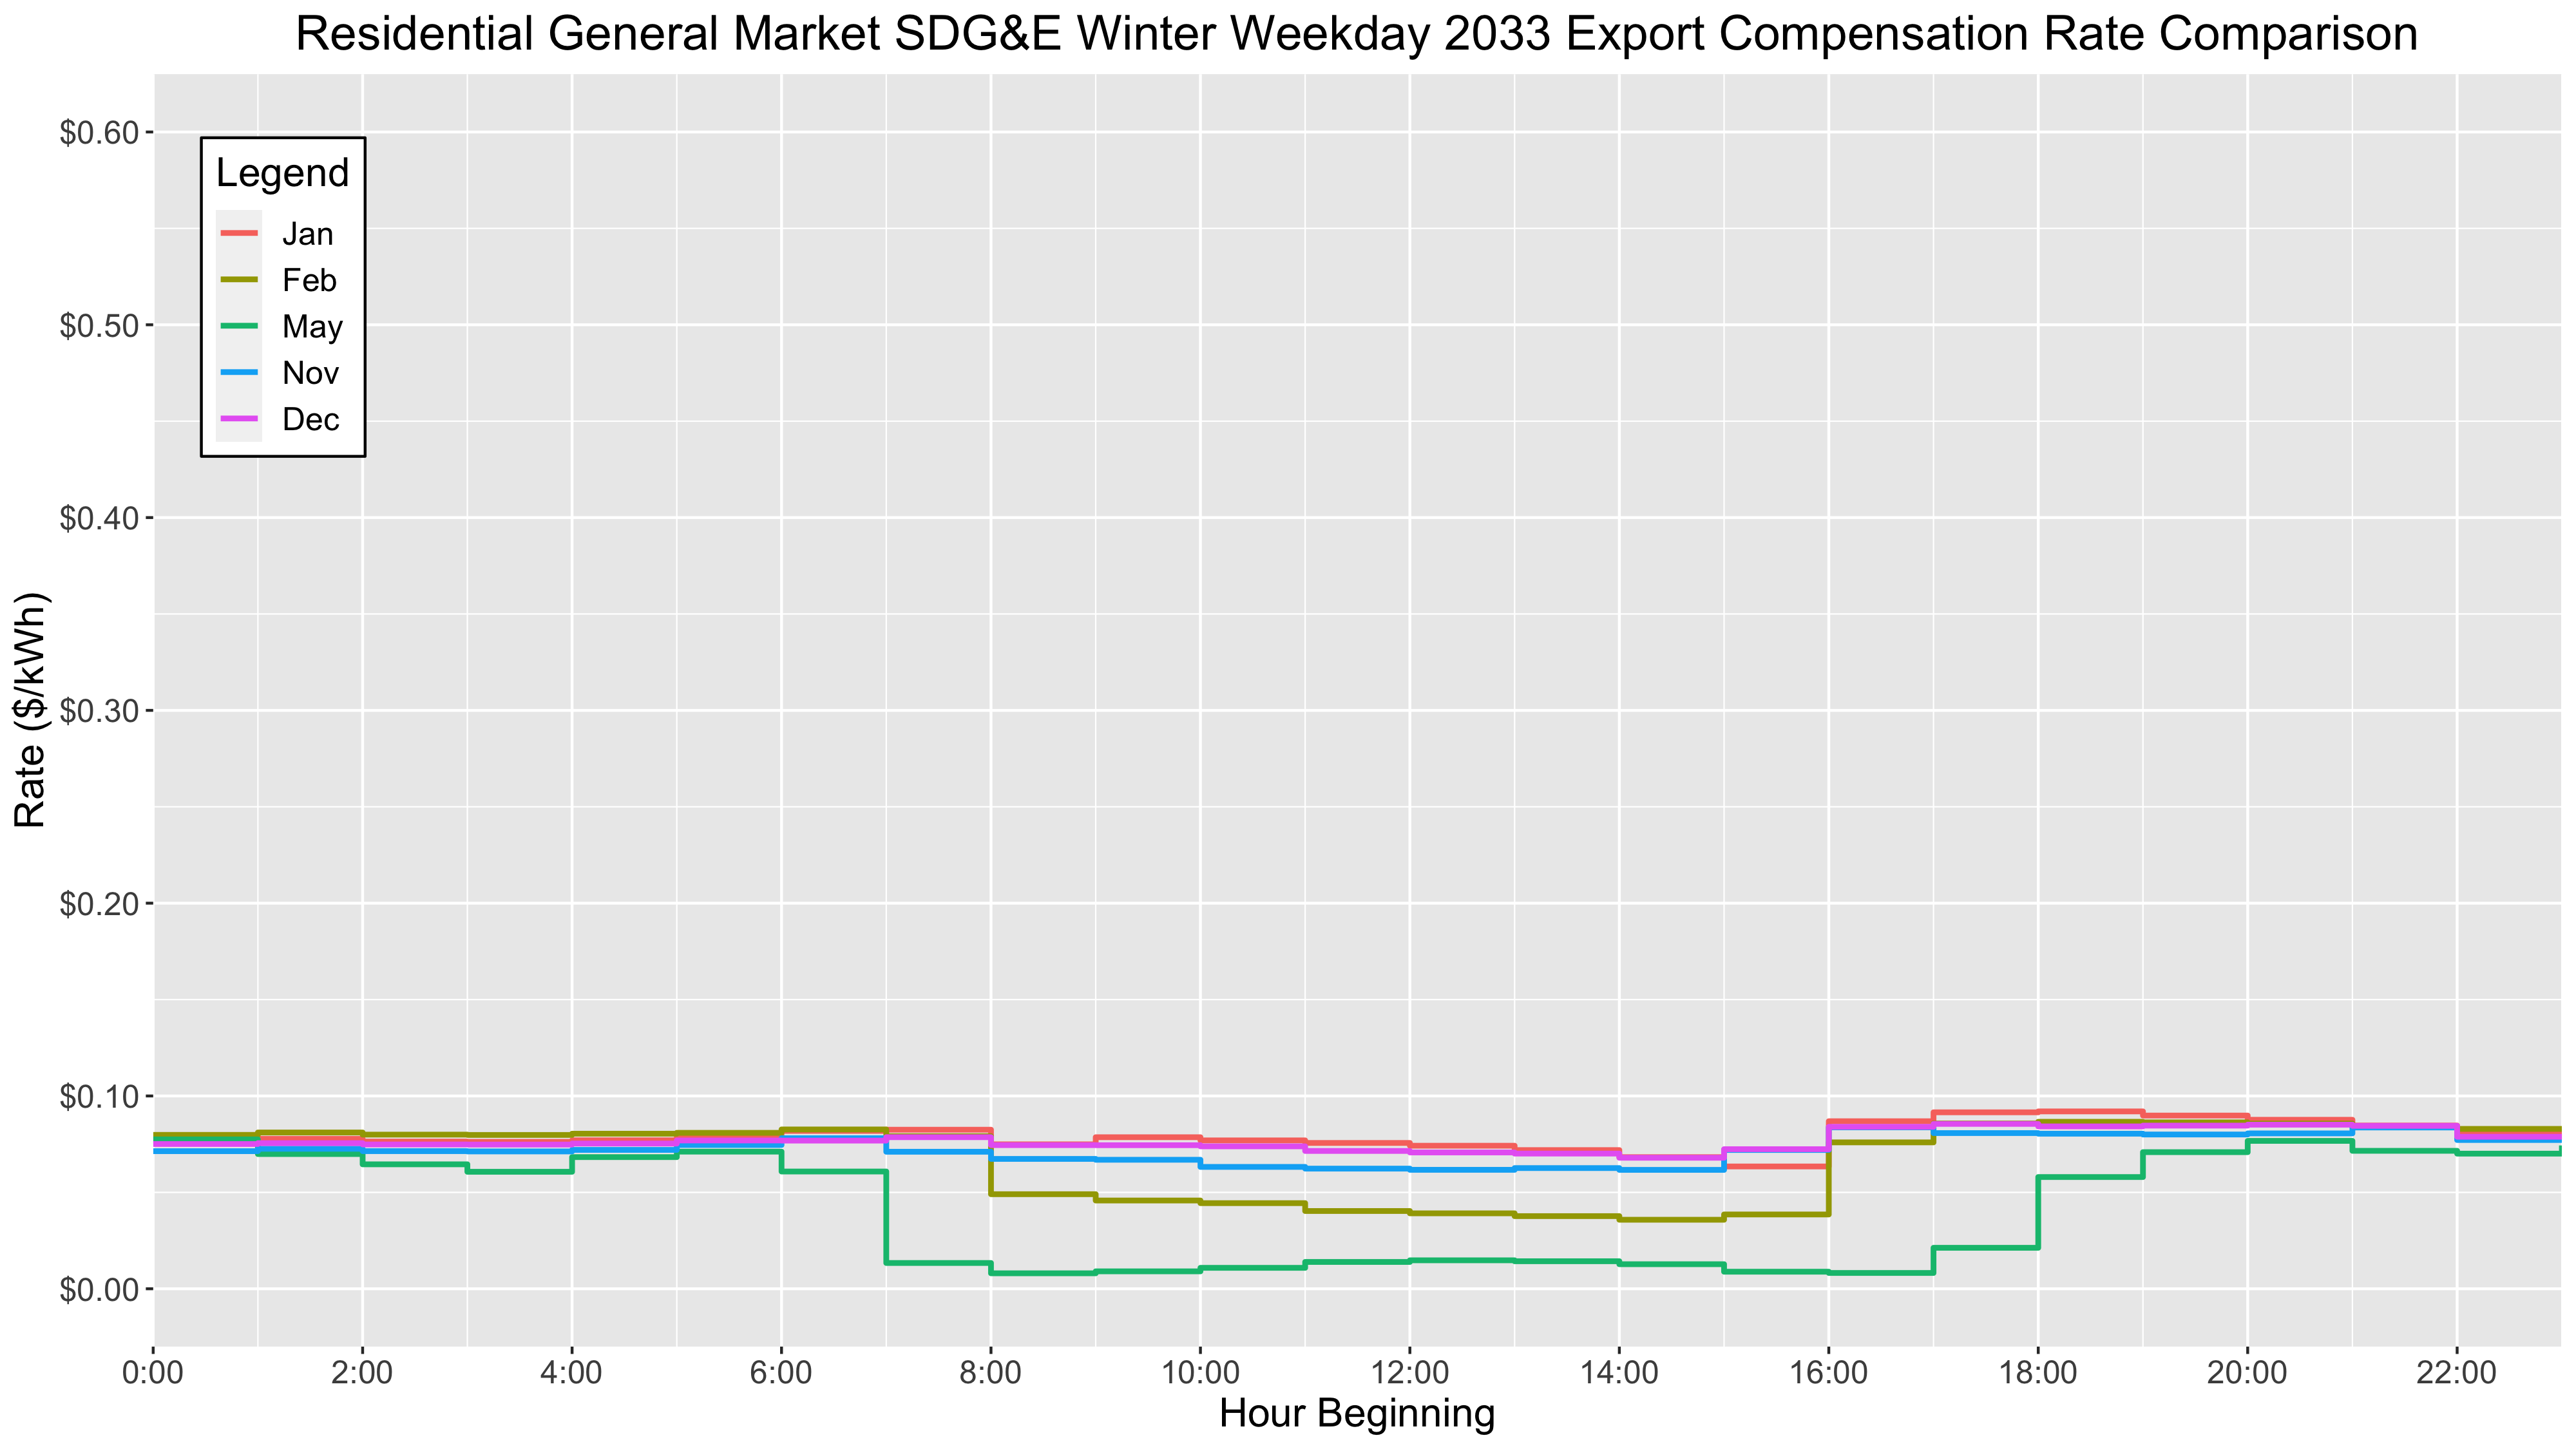 Residential General Market SDG&E Winter Weekday 2033 Export Compensation Rate Comparison
Rate ($/kWh)
$0.60
$0.50
$0.40
$0.30
$0.20
$0.10
$0.00
Legend
Jan
Feb
May
Nov
Dec
0:00 2:00 4:00 6:00 8:00 10:00 12:00 14:00 16:00 18:00 20:00 22:00
Hour Beginning